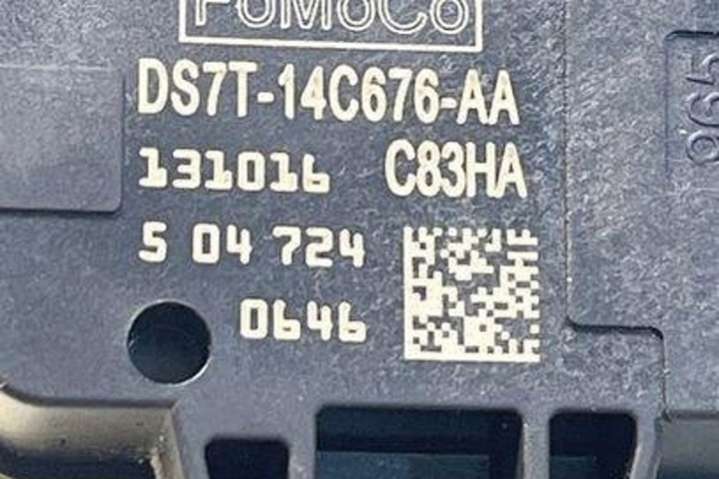 FoMoCo
DS7T-14C676-AA
131016 C83HA
5 04 724
0646